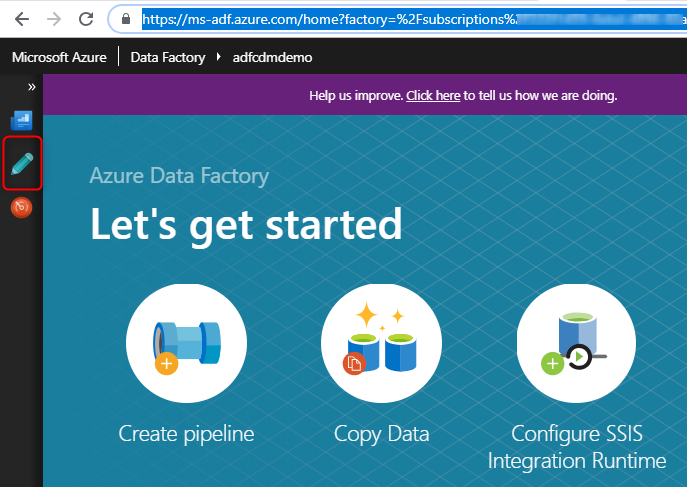 https://ms-adf.azure.com/home?factory=%2Fsubscriptions%
Microsoft Azure Data Factory adfcdmdemo
»
Help us improve. Click here to tell us how we are doing.
Azure Data Factory
Let's get started
Create pipeline Copy Data Configure SSIS
Integration Runtime